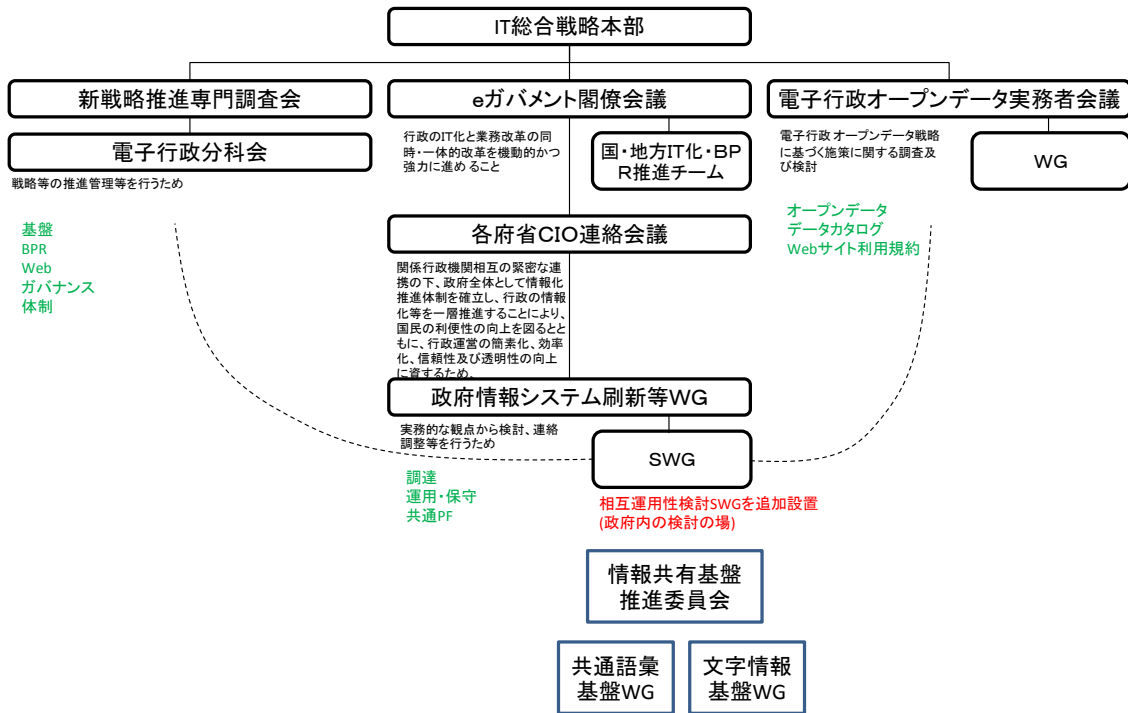 IT総合戦略本部
新戦略推進専門調査会
eガバメント閣僚会議
電子行政オープンデータ実務者会議
電子行政分科会
戦略等の推進管理等を行うため
行政のIT化と業務改革の同
時・一体的改革を機動的かつ
強力に進めること
国・地方IT化・BP
R推進チーム
電子行政オープンデータ戦略
に基づく施策に関する調査及
び検討
WG
基盤
BPR
Web
ガバナンス
体制
オープンデータ
データカタログ
Webサイト利用規約
各府省CIO連絡会議
関係行政機関相互の緊密な連
携の下、政府全体として情報化
推進体制を確立し、行政の情報
化等を一層推進することにより、
国民の利便性の向上を図るとと
もに、行政運営の簡素化、効率
化、信頼性及び透明性の向上
に資するため。
政府情報システム刷新等WG
実務的な観点から検討、連絡
調整等を行うため
SWG
調達
運用・保守
共通PF
相互運用性検討SWGを追加設置
(政府内の検討の場)
情報共有基盤
推進委員会
共通語彙
基盤WG
文字情報
基盤WG